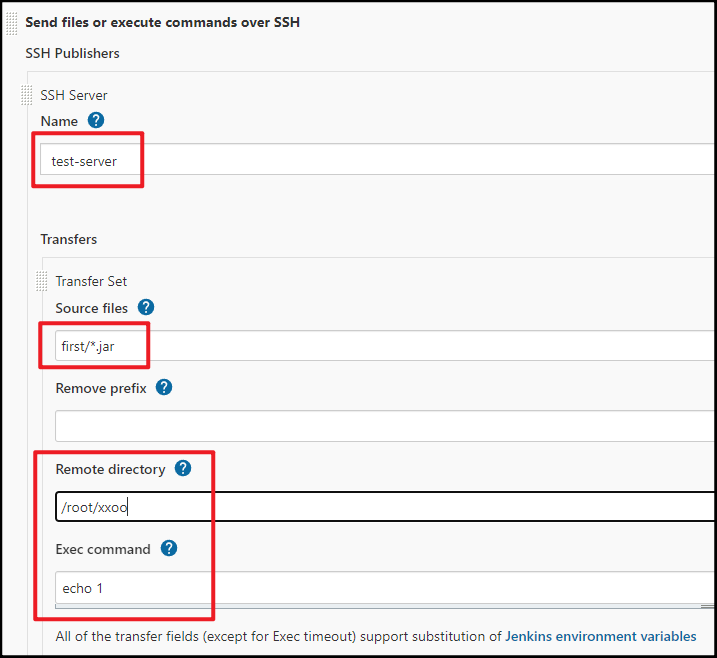 Send files or execute commands over SSH
SSH Publishers
SSH Server
Name ?
test-server
Transfers
Transfer Set
Source files ?
first/*.jar
Remove prefix ?
Remote directory ?
/root/xxoo
Exec command ?
echo 1
All of the transfer fields (except for Exec timeout) support substitution of Jenkins environment variables